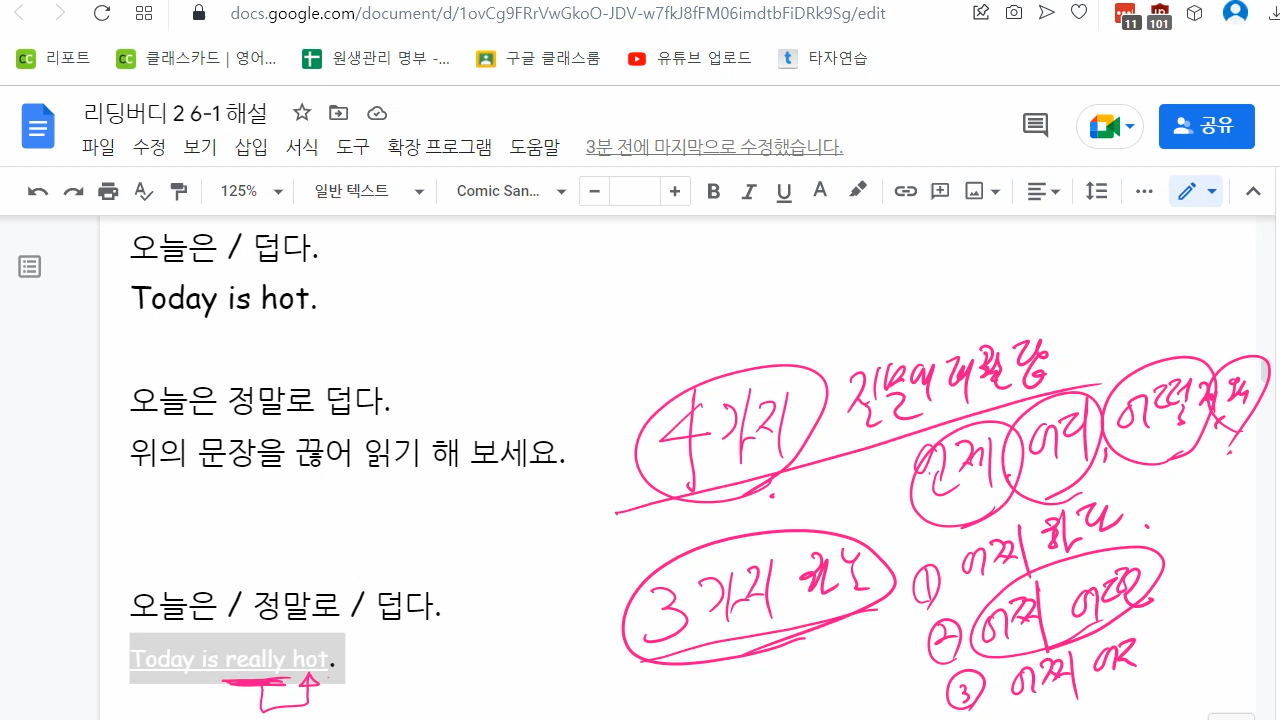 docs.google.com/document/d/1ovCg9FRrVwGkoO-JDV-w7fkJ8fFM06imdtbFiDRk9Sg/edit
11
101
리포트
클래스카드 | 영어...
원생관리 명부 -...
구글 클래스룸
유튜브 업로드
타자연습
리딩버디 2 6-1 해설
공유
파일 수정 보기 삽입 서식 도구 확장 프로그램 도움말 3분 전에 마지막으로 수정했습니다.
125% 일반 텍스트 Comic San...
오늘은 / 덥다.
Today is hot.
오늘은 정말로 덥다.
위의 문장을 끊어 읽기 해 보세요.
4가지
질문에 대활 당
언제, 어디, 어떻게 왜
3가지
① 어찌 한다.
② 어찌 어떤
③ 어찌 어찌
오늘은 / 정말로 / 덥다.
Today is really hot.